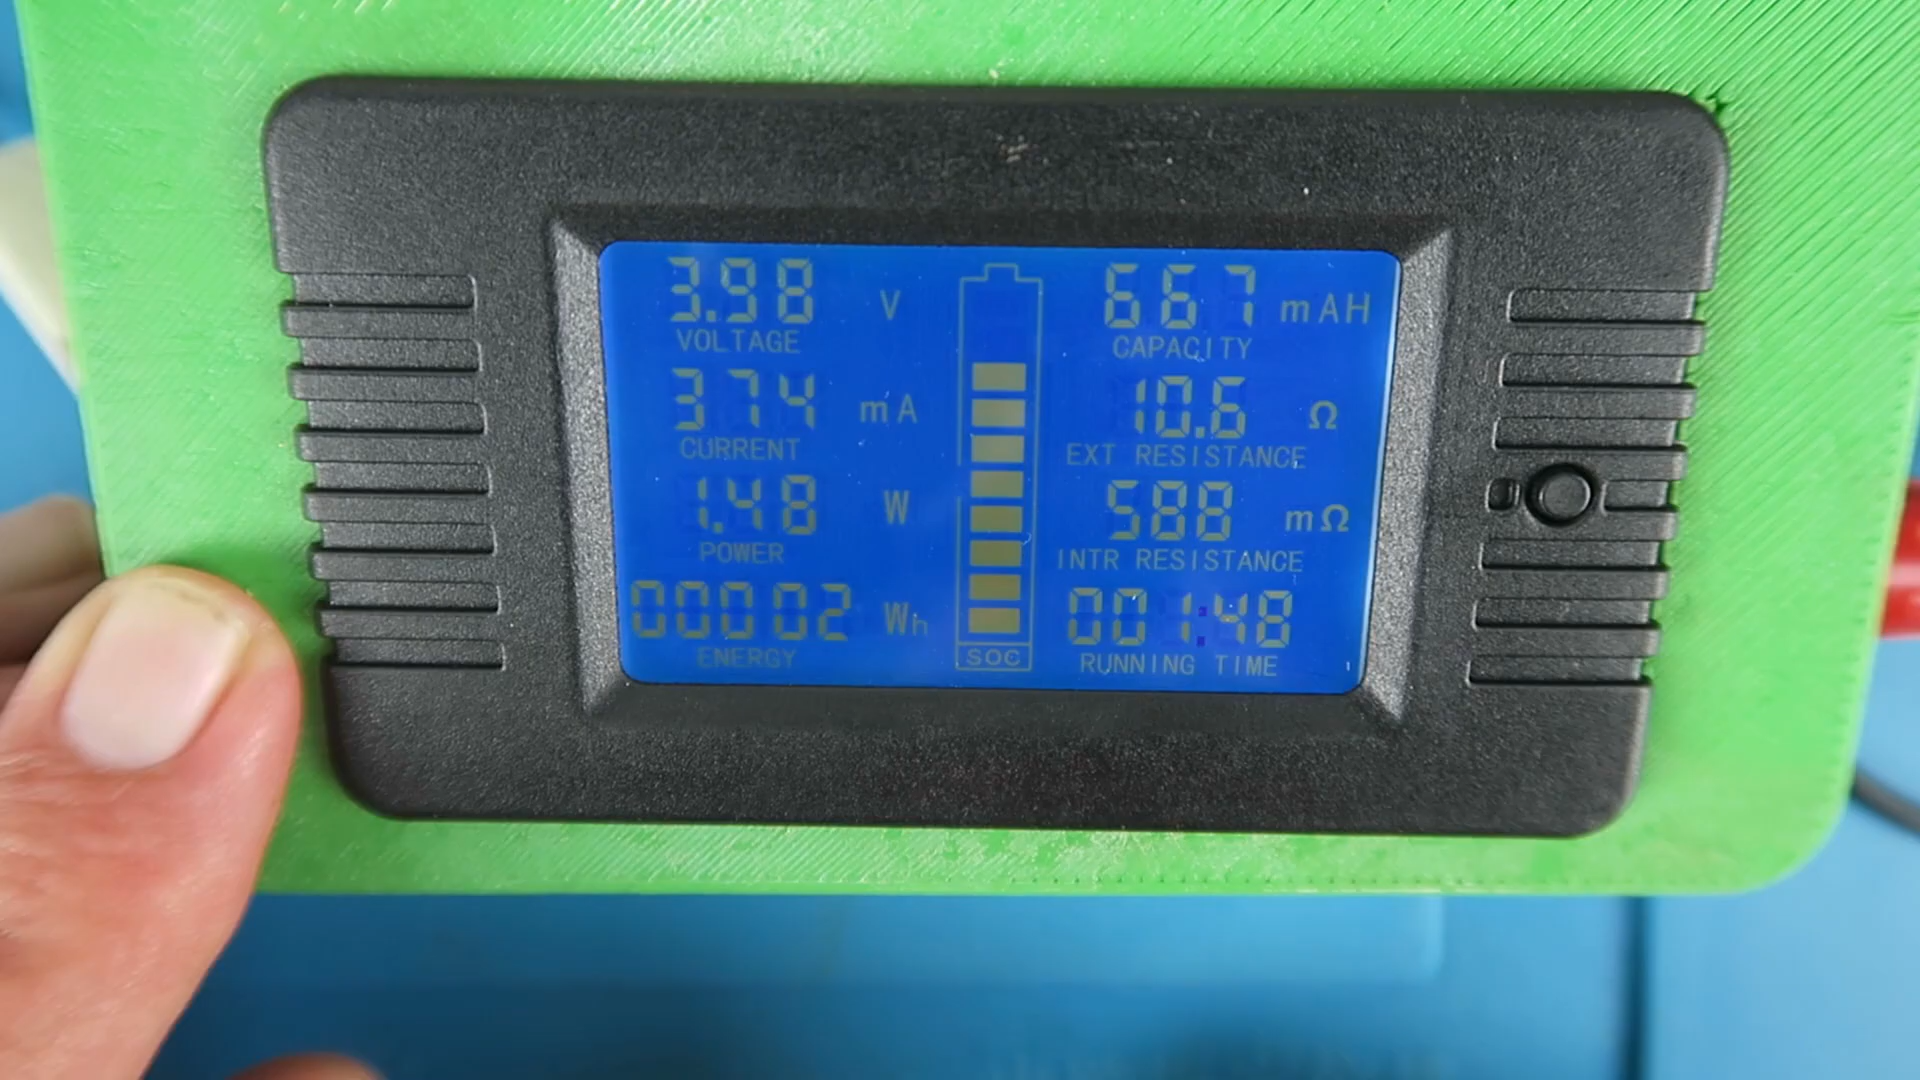 3.98 V
VOLTAGE
374 mA
CURRENT
1.48 W
POWER
00002 Wh
ENERGY
SOC
667 mAH
CAPACITY
10.6 Ω
EXT RESISTANCE
588 mΩ
INTR RESISTANCE
001:48
RUNNING TIME